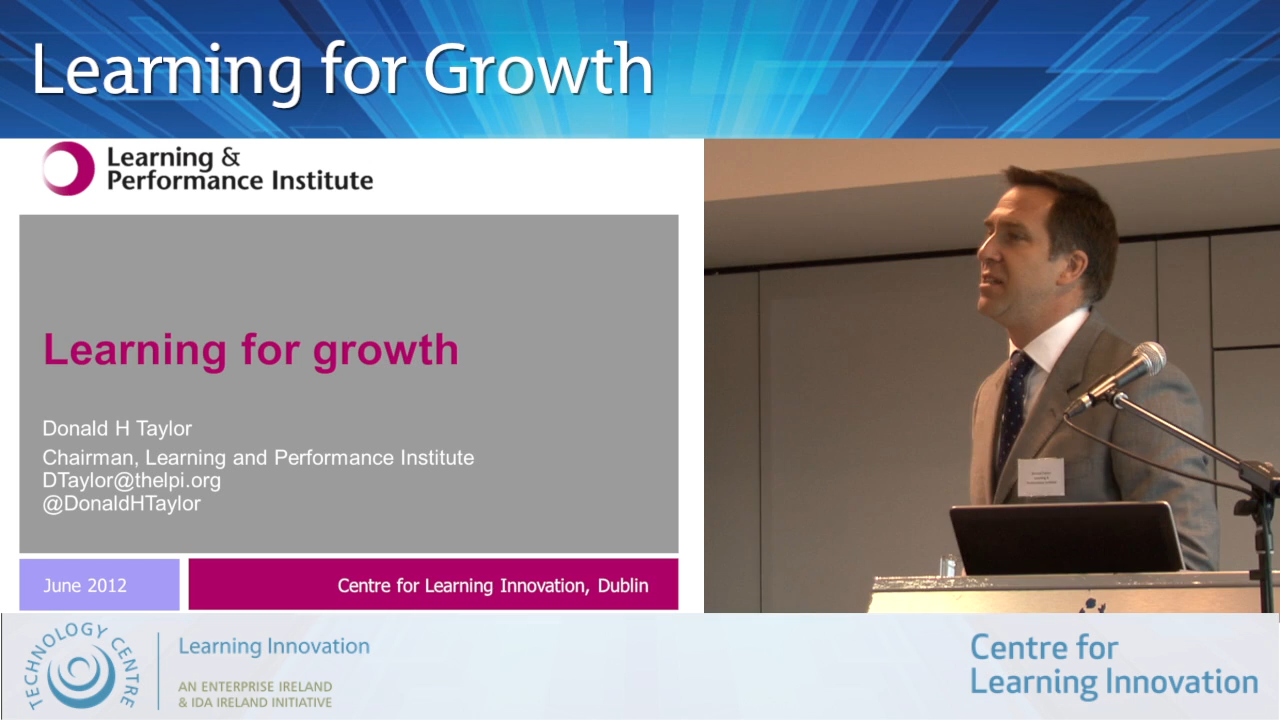 Learning for Growth
Learning &
Performance Institute
Learning for growth
Donald H Taylor
Chairman, Learning and Performance Institute
DTaylor@thelpi.org
@DonaldHTaylor
June 2012
Centre for Learning Innovation, Dublin
TECHNOLOGY CENTRE
Learning Innovation
AN ENTERPRISE IRELAND
& IDA IRELAND INITIATIVE
Centre for
Learning Innovation